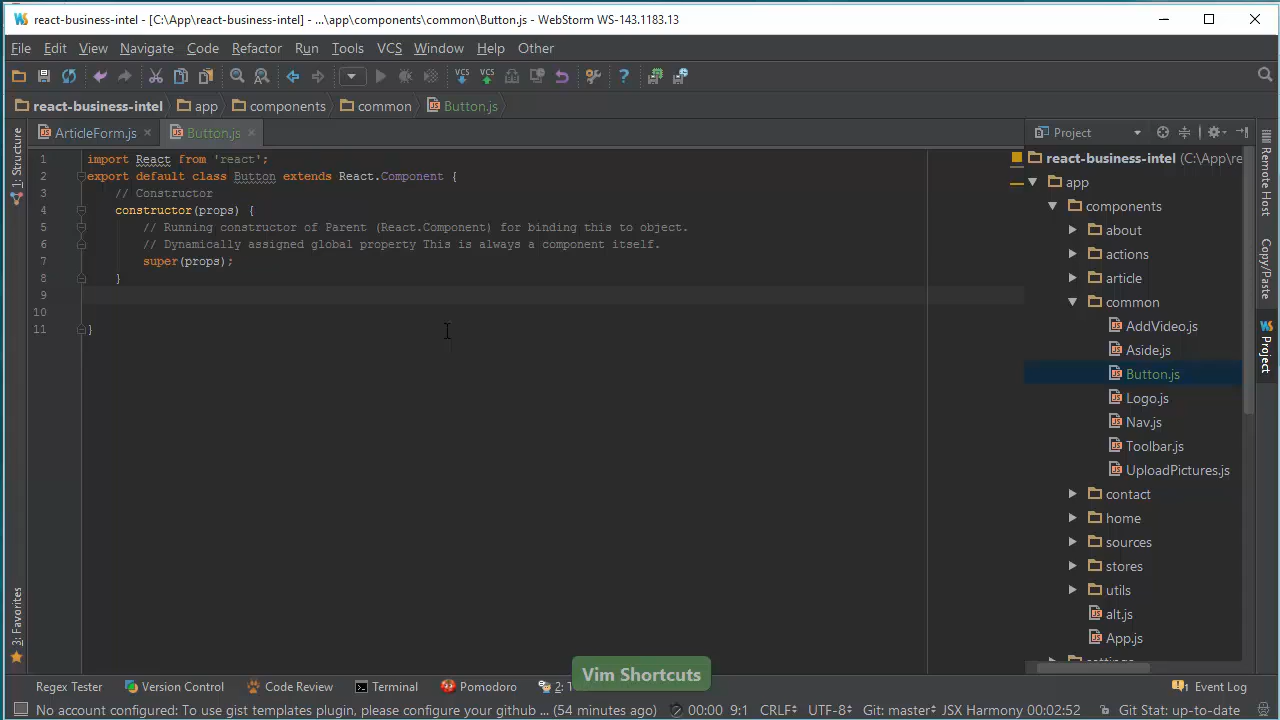 react-business-intel - [C:\App\react-business-intel] - ...\app\components\common\Button.js - WebStorm WS-143.1183.13
File Edit View Navigate Code Refactor Run Tools VCS Window Help Other
VCS VCS
react-business-intel app components common Button.js
ArticleForm.js Button.js
1 import React from 'react';
2 export default class Button extends React.Component {
3 // Constructor
4 constructor(props) {
5 // Running constructor of Parent (React.Component) for binding this to object.
6 // Dynamically assigned global property This is always a component itself.
7 super(props);
8 }
9
10
11 }
1: Structure
3: Favorites
Project
react-business-intel (C:\App\re
app
components
about
actions
article
common
AddVideo.js
Aside.js
Button.js
Logo.js
Nav.js
Toolbar.js
UploadPictures.js
contact
home
sources
stores
utils
alt.js
App.js
Remote Host
Copy/Paste
Project
Vim Shortcuts
Regex Tester Version Control Code Review Terminal Pomodoro 2: T Event Log
No account configured: To use gist templates plugin, please configure your github ... (54 minutes ago) 00:00 9:1 CRLF UTF-8 Git: master JSX Harmony 00:02:52 Git Stat: up-to-date